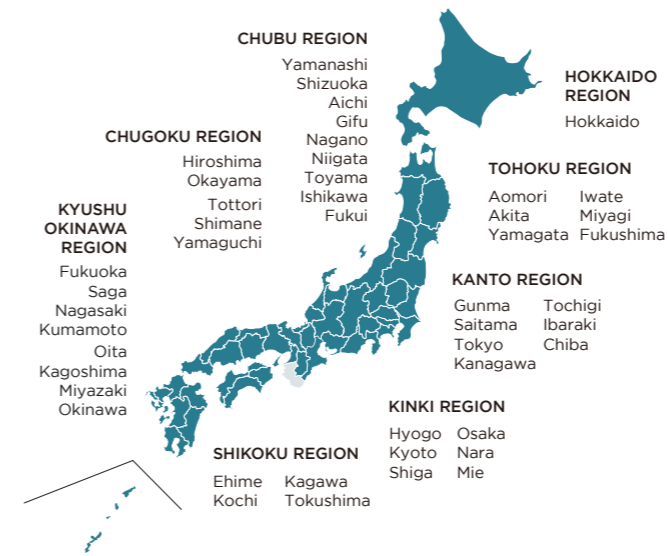 CHUBU REGION
Yamanashi
Shizuoka
Aichi
Gifu
Nagano
Niigata
Toyama
Ishikawa
Fukui
HOKKAIDO
REGION
Hokkaido
CHUGOKU REGION
Hiroshima
Okayama
Tottori
Shimane
Yamaguchi
TOHOKU REGION
Aomori Iwate
Akita Miyagi
Yamagata Fukushima
KYUSHU
OKINAWA
REGION
Fukuoka
Saga
Nagasaki
Kumamoto
Oita
Kagoshima
Miyazaki
Okinawa
KANTO REGION
Gunma Tochigi
Saitama Ibaraki
Tokyo Chiba
Kanagawa
KINKI REGION
Hyogo Osaka
Kyoto Nara
Shiga Mie
SHIKOKU REGION
Ehime Kagawa
Kochi Tokushima